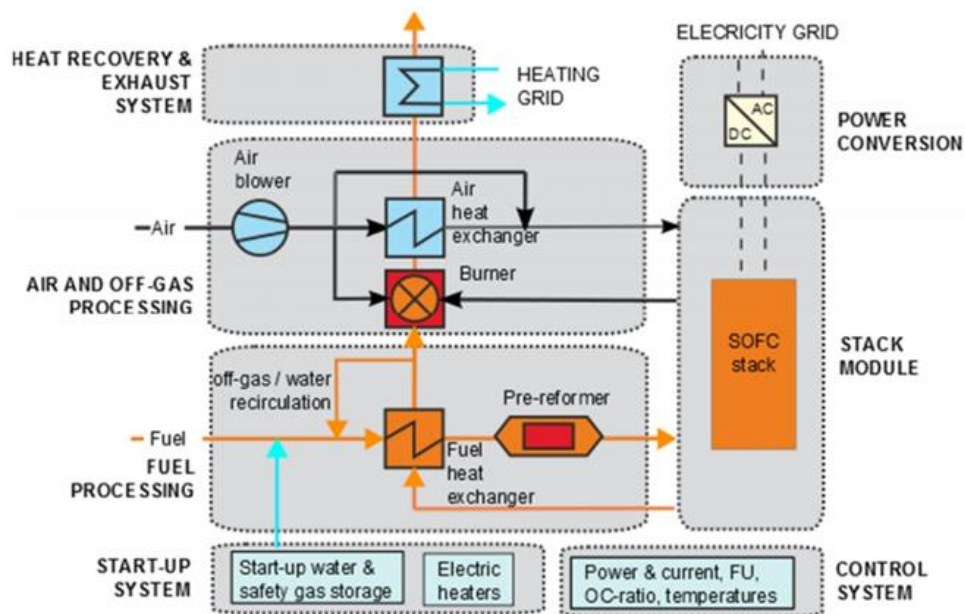 HEAT RECOVERY &
EXHAUST
SYSTEM
HEATING
GRID
ELECRICITY GRID
AC
DC
POWER
CONVERSION
Air
blower
Air
heat
exchanger
Air
Burner
AIR AND OFF-GAS
PROCESSING
SOFC
stack
STACK
MODULE
off-gas / water
recirculation
Pre-reformer
Fuel
Fuel
heat
exchanger
FUEL
PROCESSING
START-UP
SYSTEM
Start-up water &
safety gas storage
Electric
heaters
Power & current, FU,
OC-ratio, temperatures
CONTROL
SYSTEM